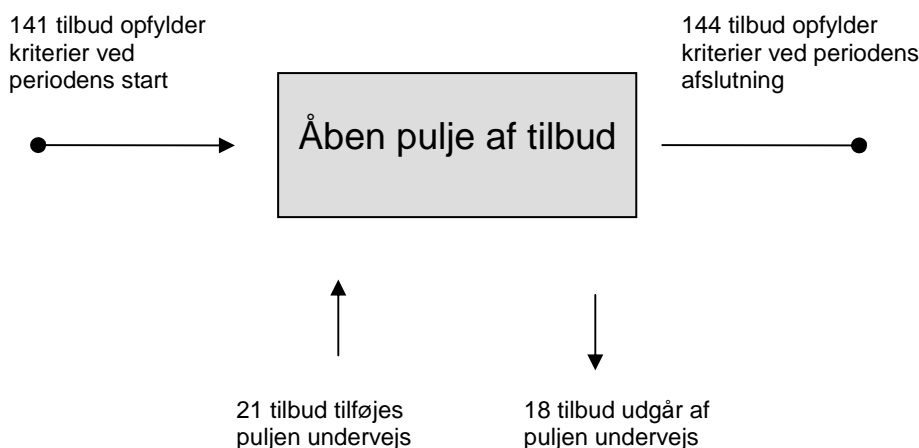 141 tilbud opfylder
kriterier ved
periodens start
144 tilbud opfylder
kriterier ved periodens
afslutning
Åben pulje af tilbud
21 tilbud tilføjes
puljen undervejs
18 tilbud udgår af
puljen undervejs